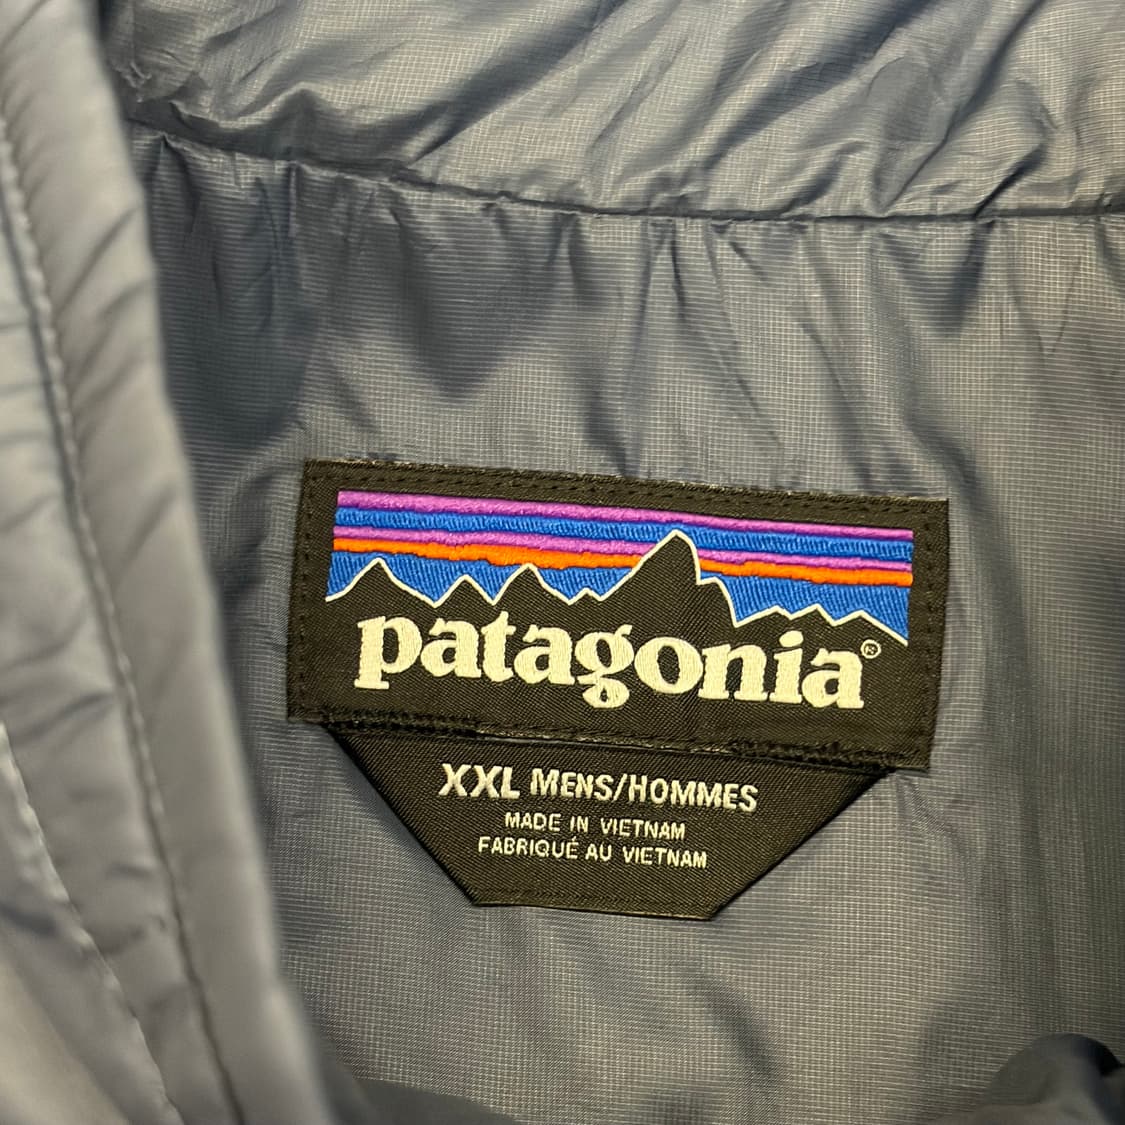 patagonia®
XXL MENS/HOMMES
MADE IN VIETNAM
FABRIQUÉ AU VIETNAM